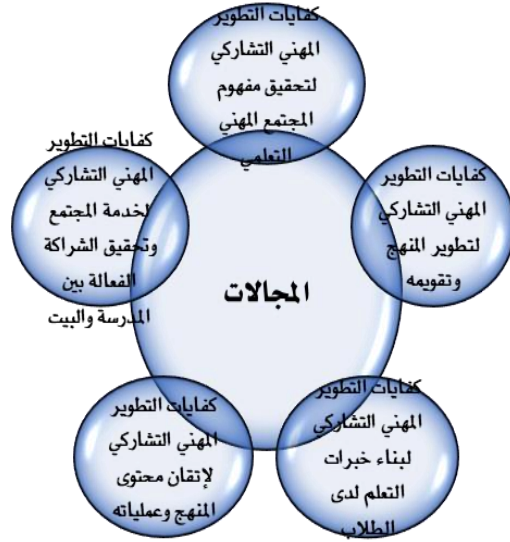 كفايات التطوير
المهني التشاركي
لتحقيق مفهوم
المجتمع المهني
التعلمي
كفايات التطوير
المهني التشاركي
لتطوير المنهج
وتقويمه
كفايات التطوير
المهني التشاركي
لبناء خبرات
التعلم لدى
الطلاب
كفايات التطوير
المهني التشاركي
لإتقان محتوى
المنهج وعملياته
كفايات التطوير
المهني التشاركي
لخدمة المجتمع
وتحقيق الشراكة
الفعالة بين
المدرسة والبيت
المجالات